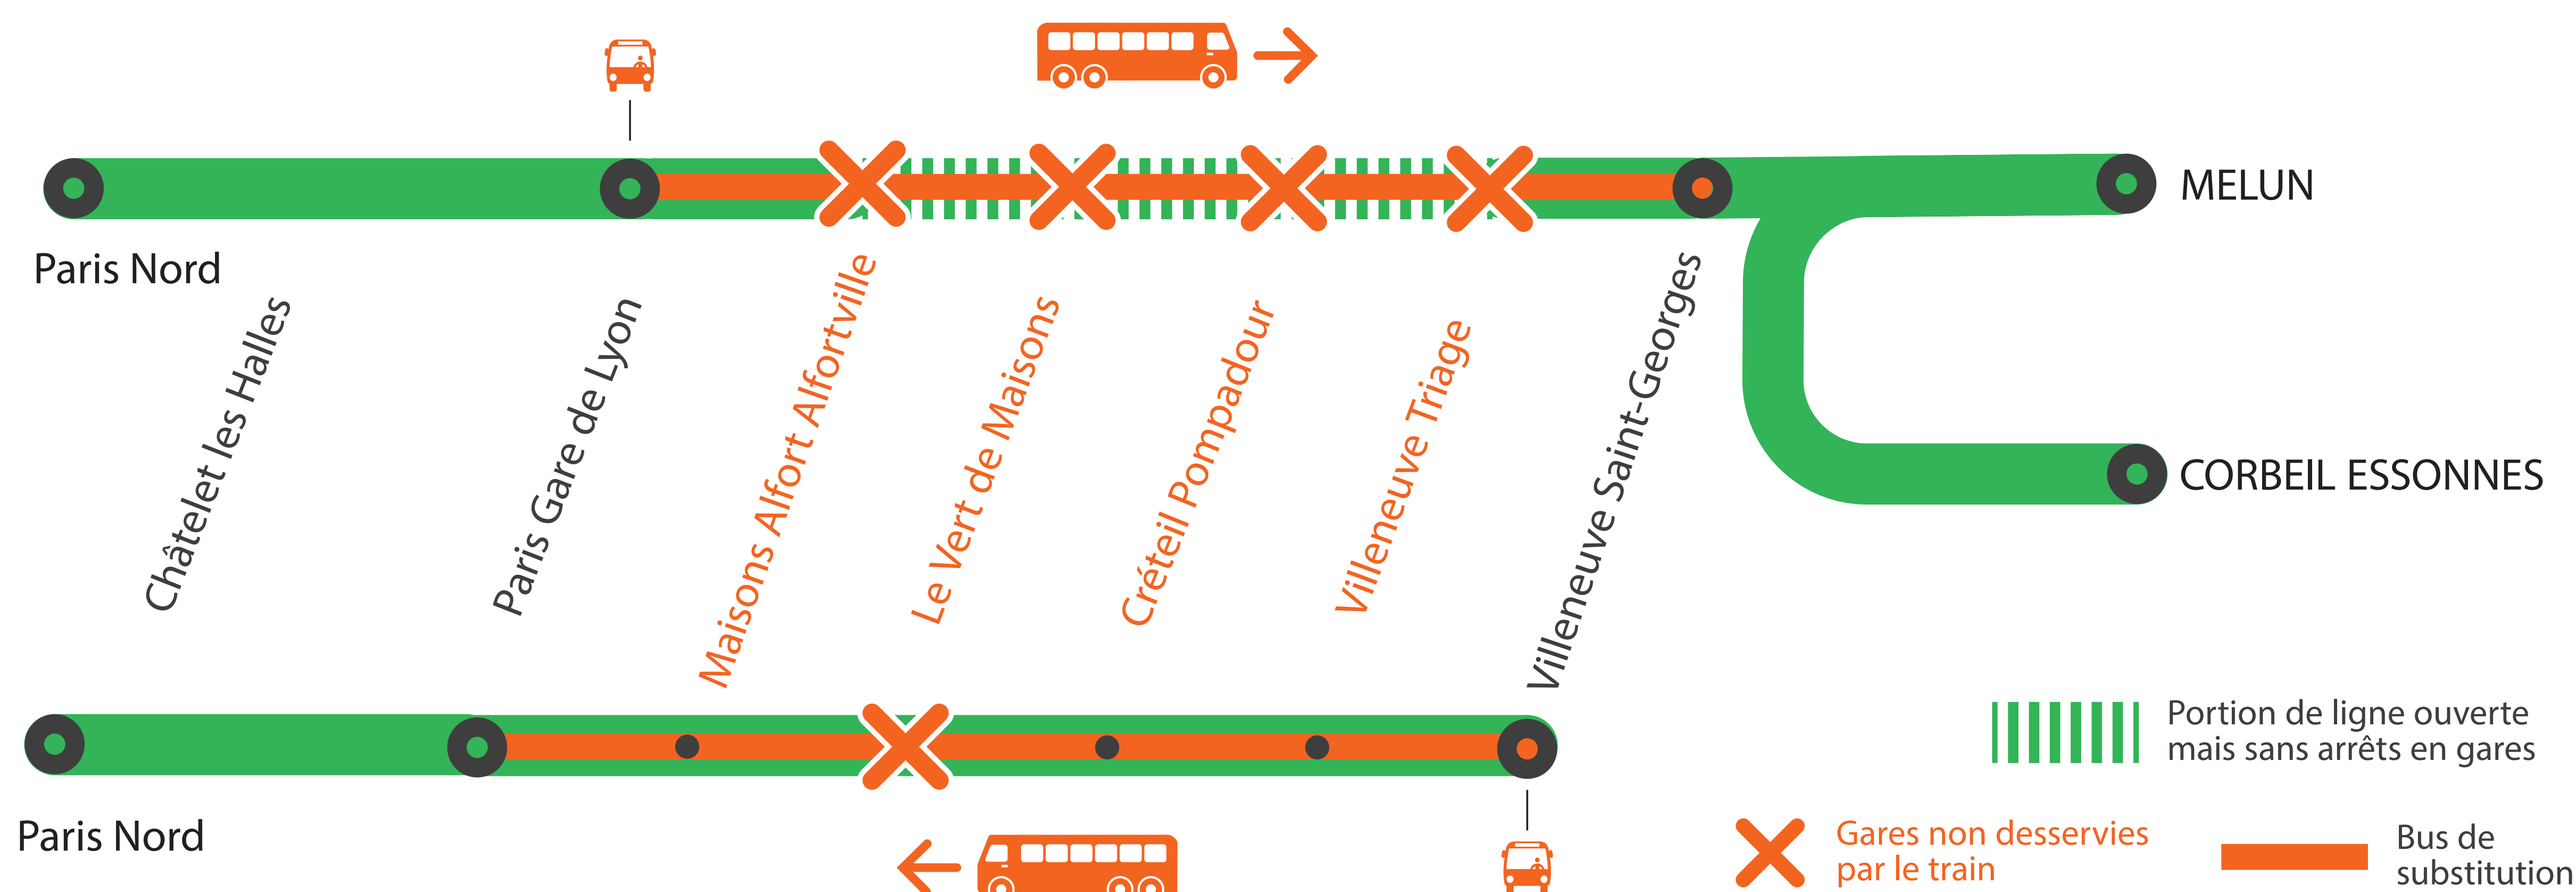 MELUN
Paris Nord
Châtelet les Halles
Paris Gare de Lyon
Maisons Alfort Alfortville
Le Vert de Maisons
Créteil Pompadour
Villeneuve Triage
Villeneuve Saint-Georges
CORBEIL ESSONNES
Portion de ligne ouverte
mais sans arrêts en gares
Paris Nord
Gares non desservies
par le train
Bus de
substitution